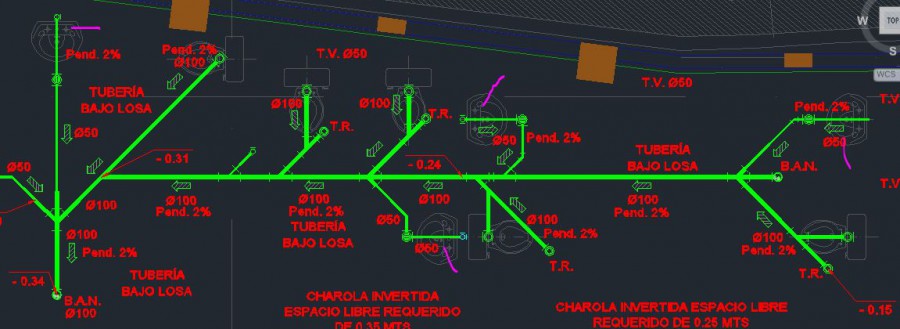 W
TOP
S
WCS
Pend. 2%
Pend. 2%
Ø100
T.V. Ø50
T.V. Ø50
TUBERÍA
BAJO LOSA
Ø100
Ø100
T.R.
T.R.
Pend. 2%
T.V
Ø50
Ø50
Pend. 2%
Ø50
- 0.31
- 0.24
TUBERÍA
BAJO LOSA
B.A.N.
Ø50
T.V
Ø100
Ø100
Pend. 2%
Ø100
Pend. 2%
Ø100
Ø100
Pend. 2%
TUBERÍA
BAJO LOSA
Ø50
Ø100
Pend. 2%
Ø100
Pend. 2%
Ø50
Ø100
Pend. 2%
T.R.
T.R.
- 0.34
TUBERÍA
BAJO LOSA
B.A.N.
Ø100
CHAROLA INVERTIDA
ESPACIO LIBRE REQUERIDO
DE 0.35 MTS
CHAROLA INVERTIDA ESPACIO LIBRE
REQUERIDO DE 0.25 MTS
- 0.15